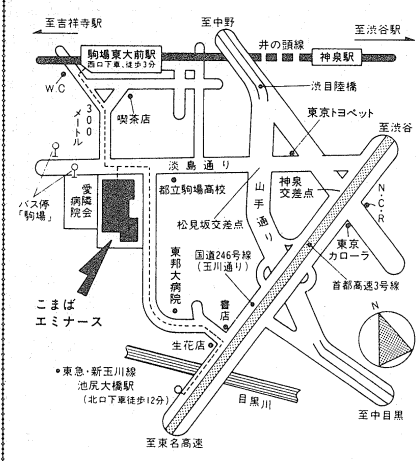 至吉祥寺駅
至中野
至渋谷駅
井の頭線
駒場東大前駅
西口下車、徒歩3分
神泉駅
W.C
300メートル
喫茶店
渋目陸橋
東京トヨペット
至渋谷
淡島通り
バス停「駒場」
愛隣会病院
都立駒場高校
山手通り
神泉交差点
N・C・R
松見坂交差点
東京カローラ
国道246号線
(玉川通り)
首都高速3号線
東邦大病院
こまば
エミナース
書店
生花店
N
東急・新玉川線
池尻大橋駅
(北口下車徒歩12分)
目黒川
至中目黒
至東名高速